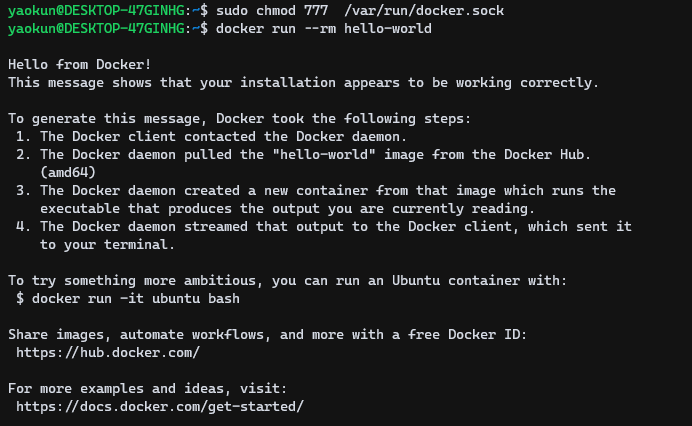 yaokun@DESKTOP-47GINHG:~$ sudo chmod 777  /var/run/docker.sock
yaokun@DESKTOP-47GINHG:~$ docker run --rm hello-world

Hello from Docker!
This message shows that your installation appears to be working correctly.

To generate this message, Docker took the following steps:
 1. The Docker client contacted the Docker daemon.
 2. The Docker daemon pulled the "hello-world" image from the Docker Hub.
    (amd64)
 3. The Docker daemon created a new container from that image which runs the
    executable that produces the output you are currently reading.
 4. The Docker daemon streamed that output to the Docker client, which sent it
    to your terminal.

To try something more ambitious, you can run an Ubuntu container with:
 $ docker run -it ubuntu bash

Share images, automate workflows, and more with a free Docker ID:
 https://hub.docker.com/

For more examples and ideas, visit:
 https://docs.docker.com/get-started/